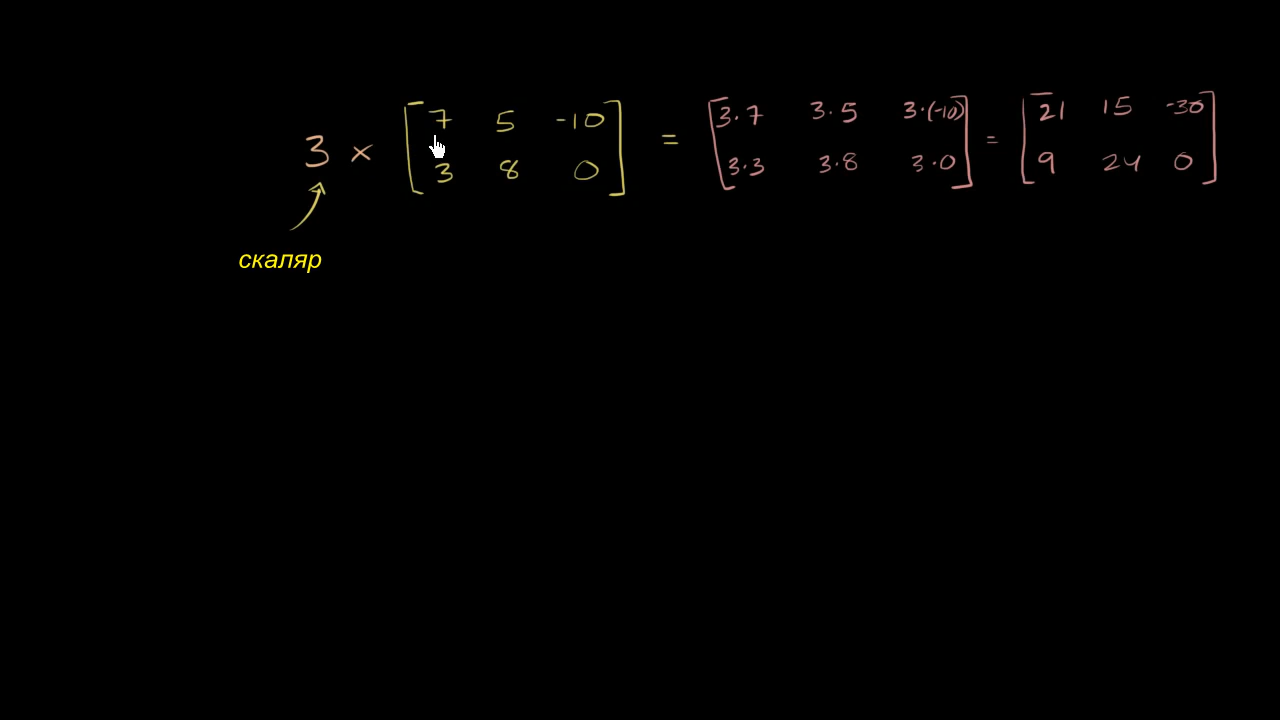 3 × [7 5 -10 = [3·7 3·5 3·(-10) = [21 15 -30
3 8 0] 3·3 3·8 3·0] 9 24 0]
скаляр